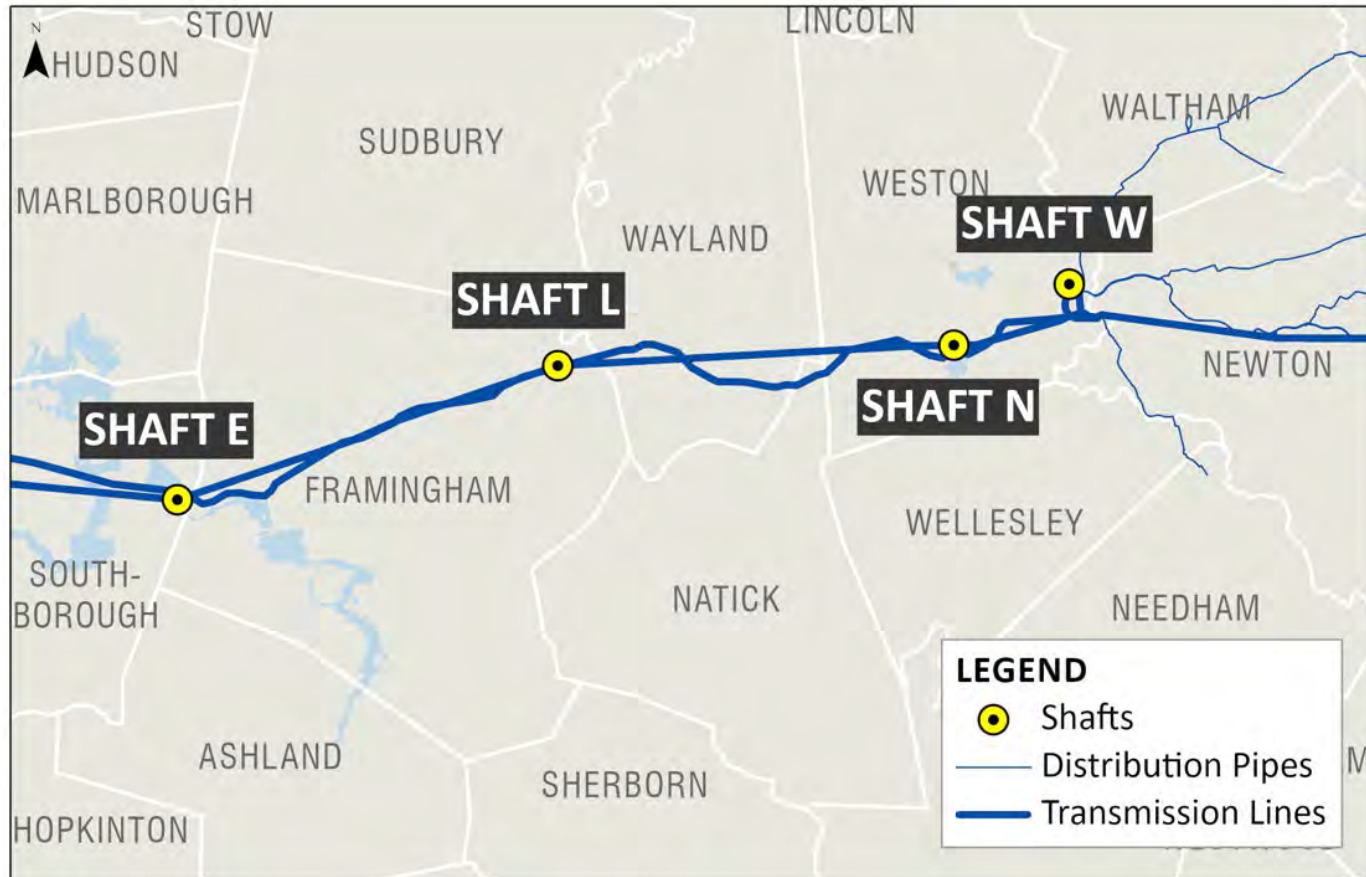 N
STOW
LINCOLN
HUDSON
WALTHAM
SUDBURY
WESTON
MARLBOROUGH
SHAFT W
WAYLAND
SHAFT L
NEWTON
SHAFT N
SHAFT E
FRAMINGHAM
WELLESLEY
SOUTH-
BOROUGH
NATICK
NEEDHAM
LEGEND
Shafts
ASHLAND
Distribution Pipes
SHERBORN
Transmission Lines
HOPKINTON